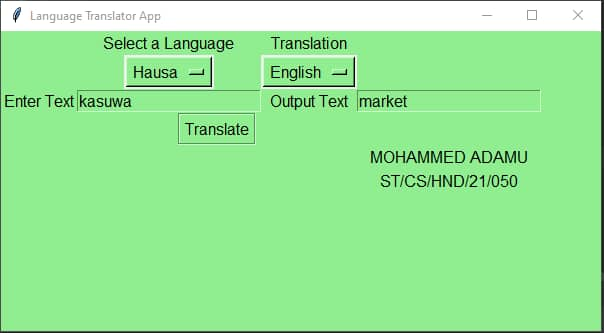 Language Translator App
Select a Language Translation
Hausa English
Enter Text kasuwa Output Text market
Translate
MOHAMMED ADAMU
ST/CS/HND/21/050